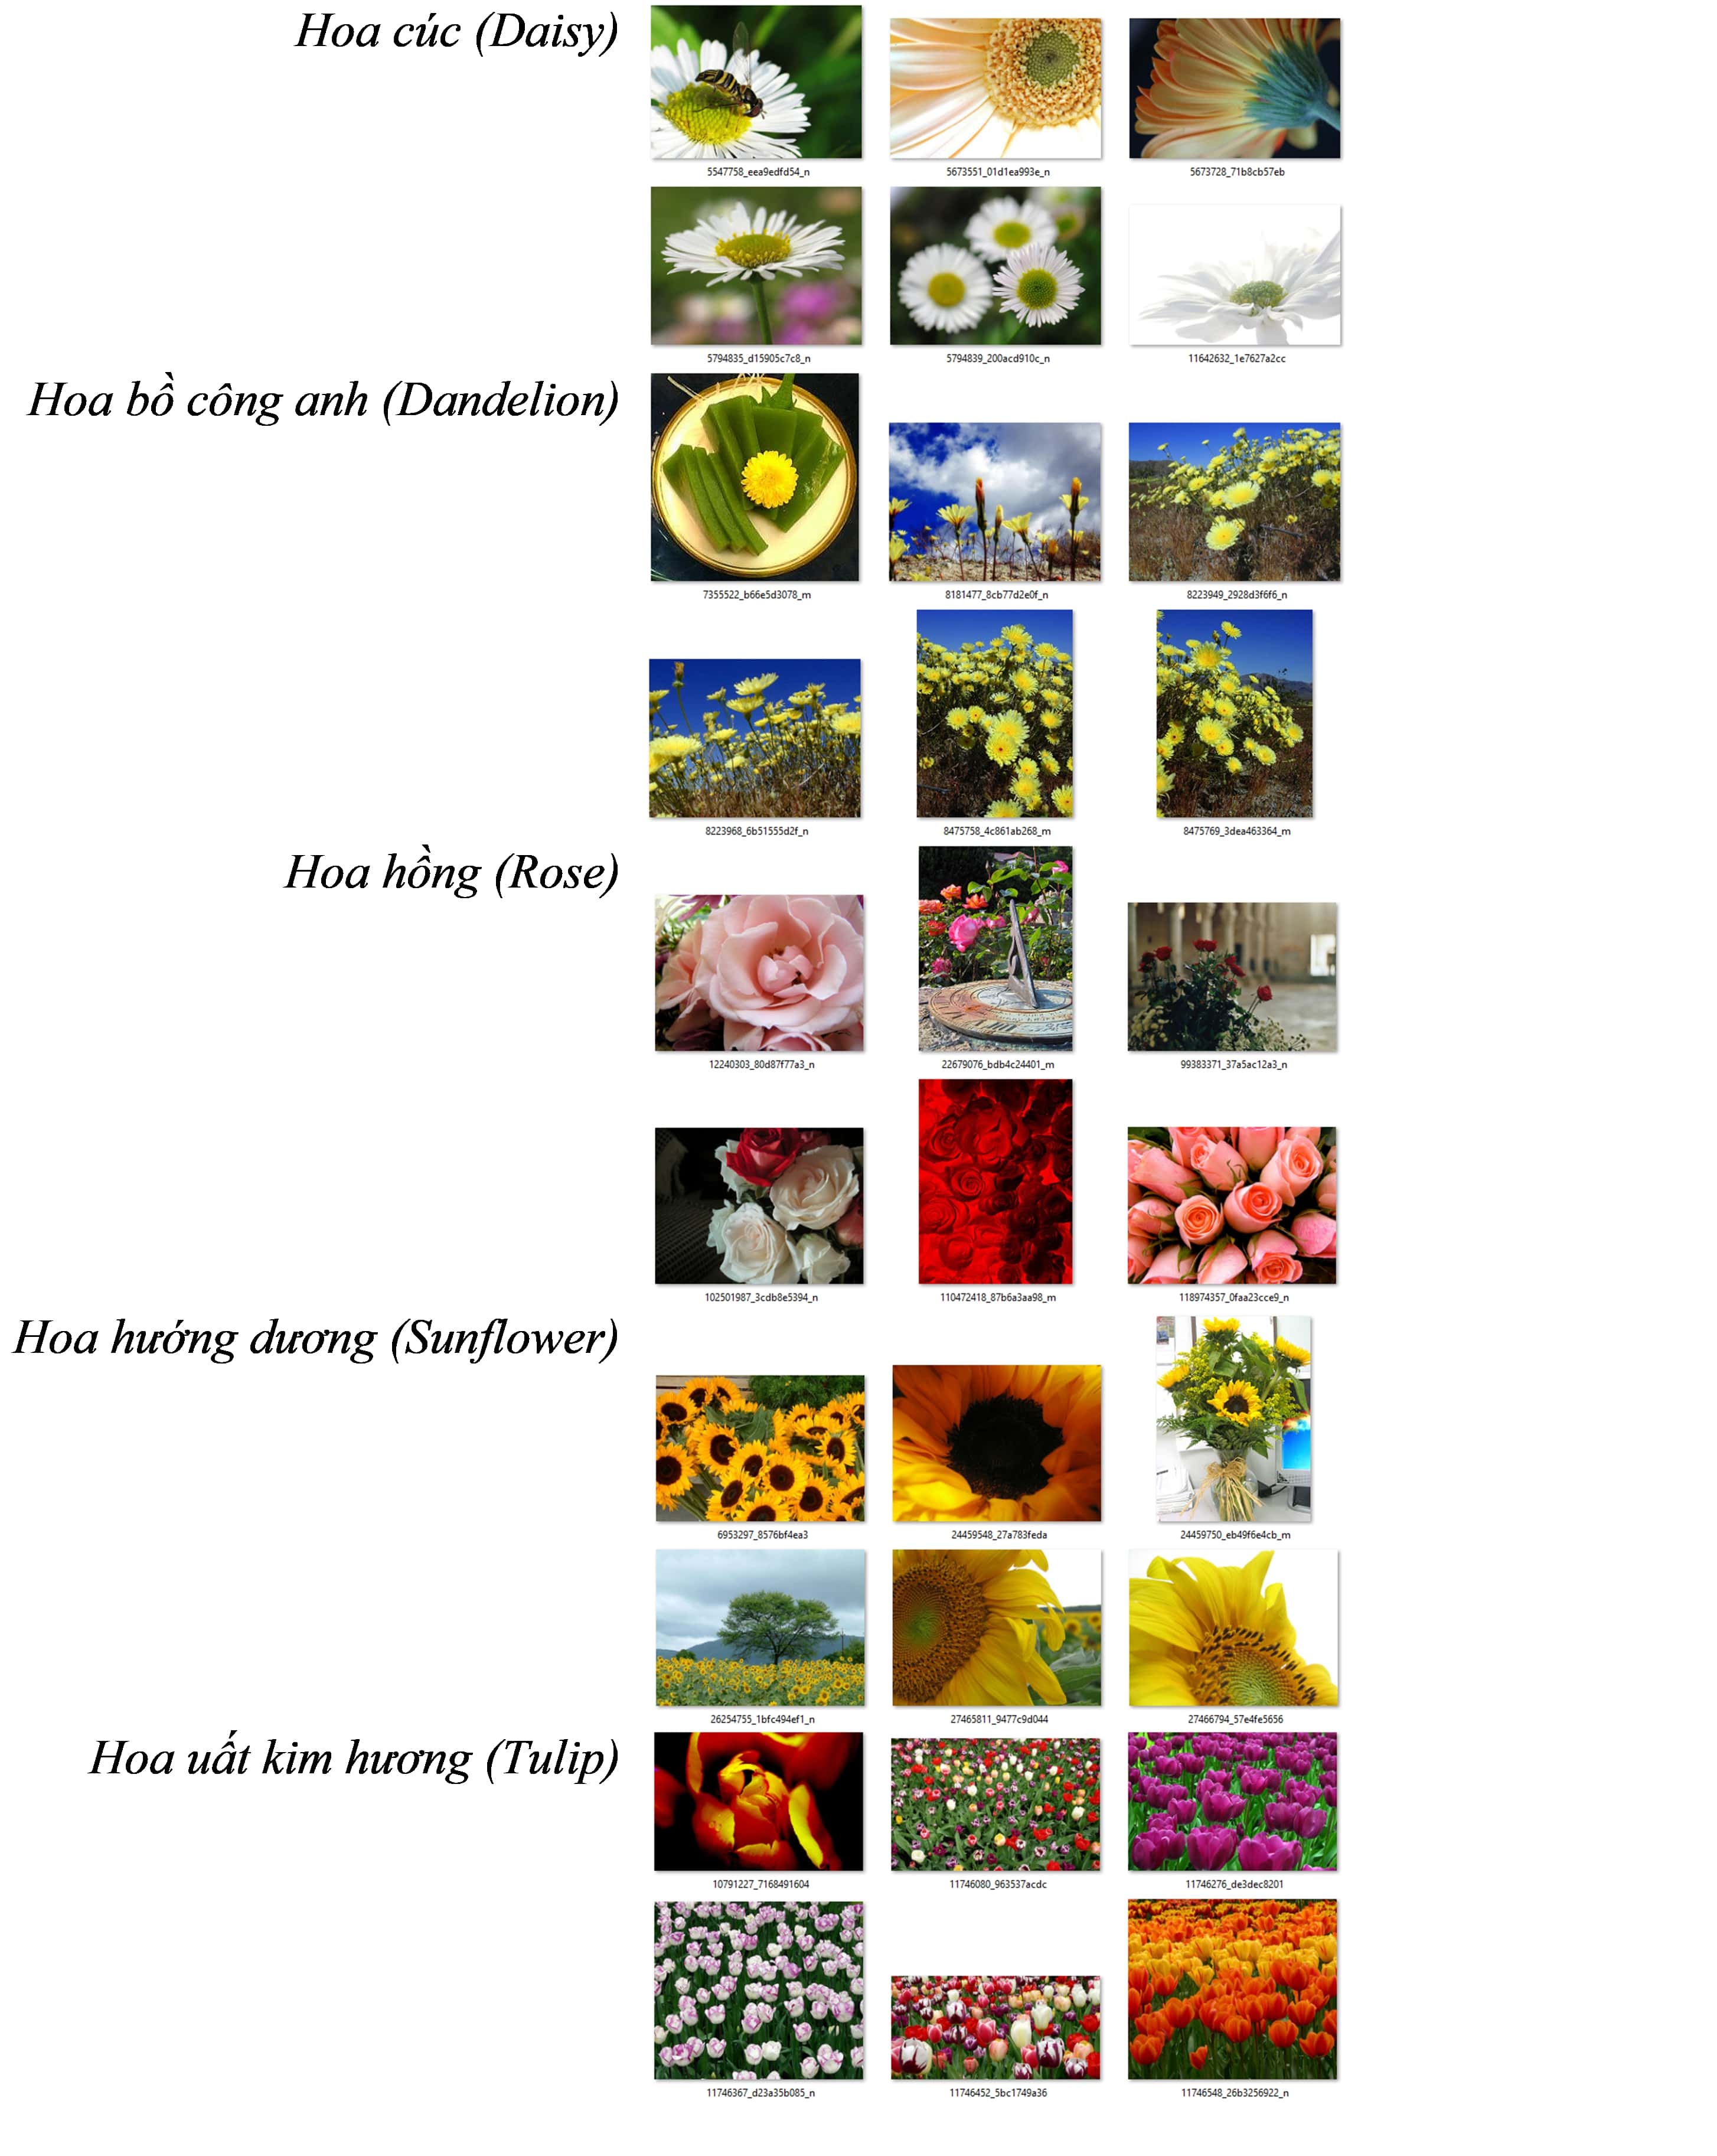 Hoa cúc (Daisy)
5547758_eea9edfd54_n
5673551_01d1ea993e_n
5673728_71b8cb57eb
5794835_d15905c7c8_n
5794839_200acd910c_n
11642632_1e7627a2cc
Hoa bồ công anh (Dandelion)
7355522_b66e5d3078_m
8181477_8cb77d2e0f_n
8223949_2928d3f6f6_n
8223968_6b51555d2f_n
8475758_4c861ab268_m
8475769_3dea463364_m
Hoa hồng (Rose)
12240303_80d87f77a3_n
22679076_bdb4c24401_m
99383371_37a5ac12a3_n
102501987_3cdb8e5394_n
110472418_87b6a3aa98_m
118974357_0faa23cce9_n
Hoa hướng dương (Sunflower)
6953297_8576bf4ea3
24459548_27a783feda
24459750_eb49f6e4cb_m
26254755_1bfc494ef1_n
27465811_9477c9d044
27466794_57e4fe5656
Hoa uất kim hương (Tulip)
10791227_7168491604
11746080_963537acdc
11746276_de3dec8201
11746367_d23a35b085_n
11746452_5bc1749a36
11746548_26b3256922_n